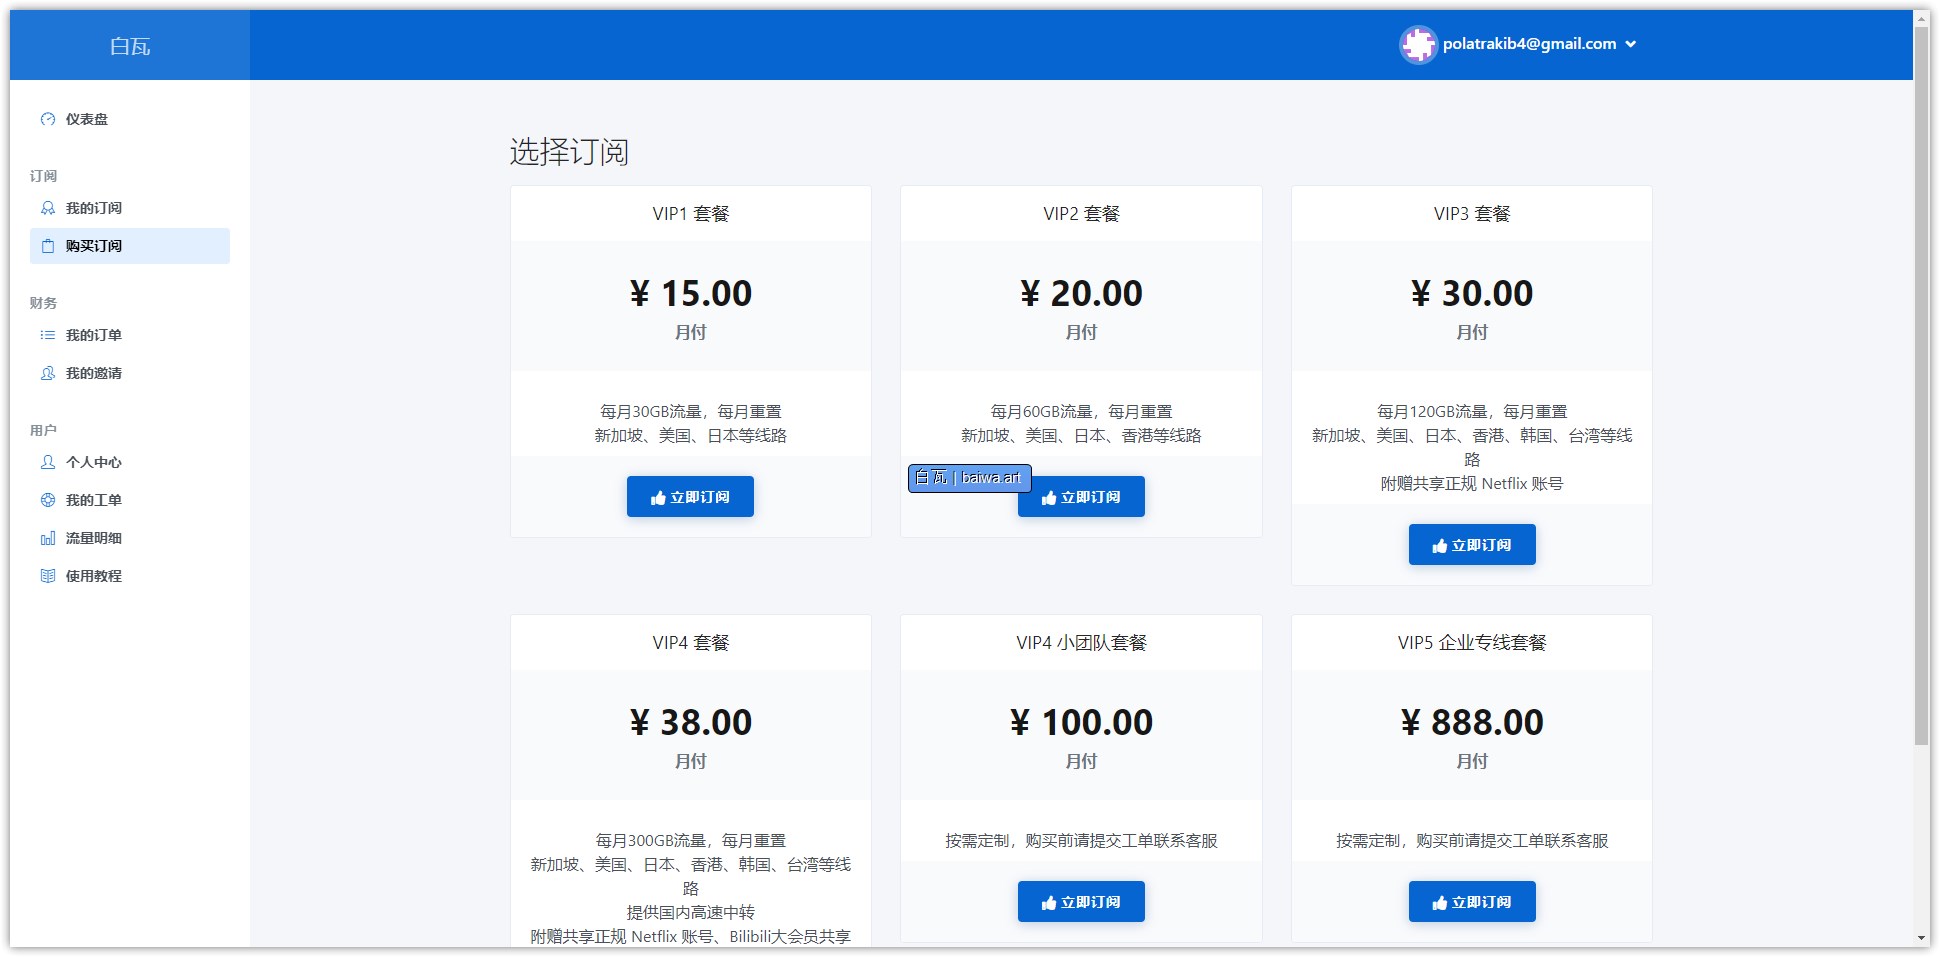 白瓦
polatrakib4@gmail.com
仪表盘
订阅
我的订阅
购买订阅
财务
我的订单
我的邀请
用户
个人中心
我的工单
流量明细
使用教程
选择订阅
VIP1 套餐
¥ 15.00
月付
每月30GB流量，每月重置
新加坡、美国、日本等线路
立即订阅
VIP2 套餐
¥ 20.00
月付
每月60GB流量，每月重置
新加坡、美国、日本、香港等线路
白瓦 | baiwa.art
立即订阅
VIP3 套餐
¥ 30.00
月付
每月120GB流量，每月重置
新加坡、美国、日本、香港、韩国、台湾等线
路
附赠共享正规 Netflix 账号
立即订阅
VIP4 套餐
¥ 38.00
月付
每月300GB流量，每月重置
新加坡、美国、日本、香港、韩国、台湾等线
路
提供国内高速中转
附赠共享正规 Netflix 账号、Bilibili大会员共享
VIP4 小团队套餐
¥ 100.00
月付
按需定制，购买前请提交工单联系客服
立即订阅
VIP5 企业专线套餐
¥ 888.00
月付
按需定制，购买前请提交工单联系客服
立即订阅